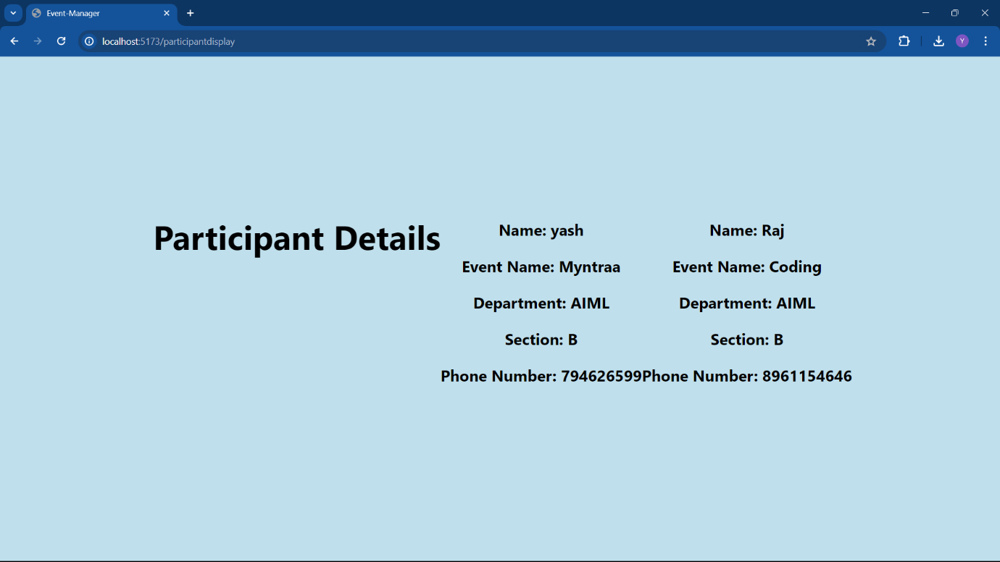 Event-Manager
localhost:5173/participantdisplay
Y
Participant Details
Name: yash
Event Name: Myntraa
Department: AIML
Section: B
Phone Number: 794626599
Name: Raj
Event Name: Coding
Department: AIML
Section: B
Phone Number: 8961154646